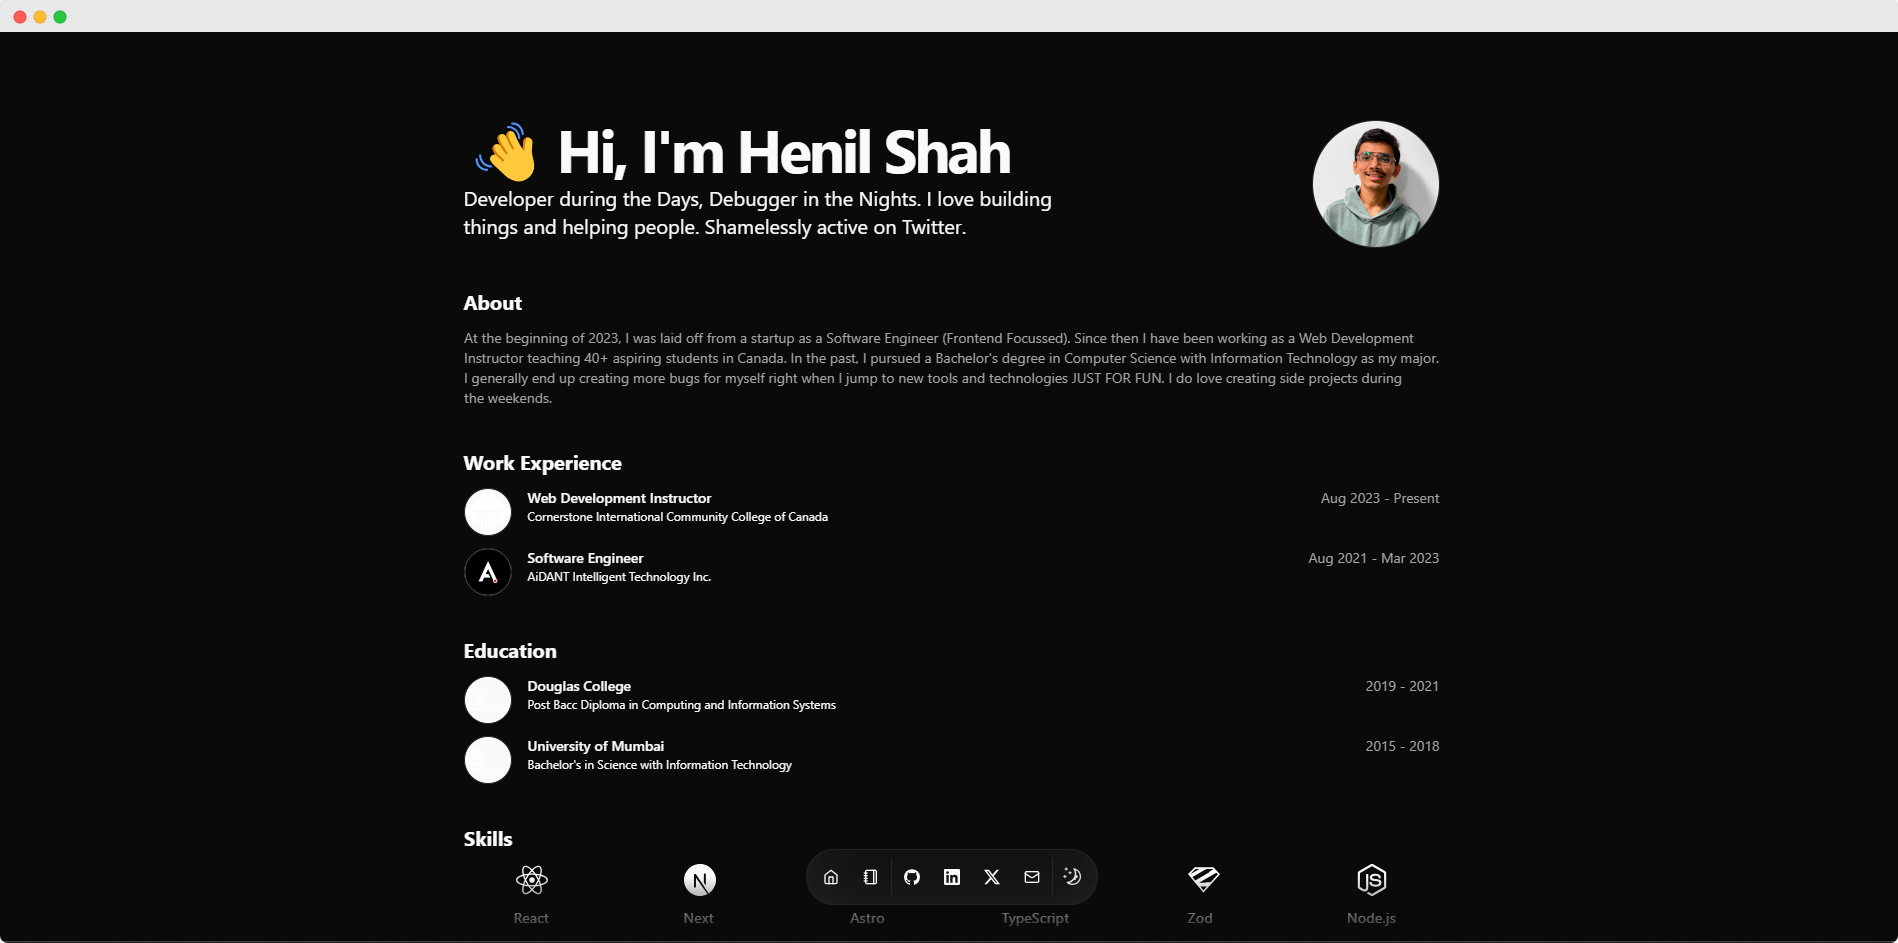 Hi, I'm Henil Shah
Developer during the Days, Debugger in the Nights. I love building
things and helping people. Shamelessly active on Twitter.
About
At the beginning of 2023, I was laid off from a startup as a Software Engineer (Frontend Focussed). Since then I have been working as a Web Development
Instructor teaching 40+ aspiring students in Canada. In the past, I pursued a Bachelor's degree in Computer Science with Information Technology as my major.
I generally end up creating more bugs for myself right when I jump to new tools and technologies JUST FOR FUN. I do love creating side projects during
the weekends.
Work Experience
Web Development Instructor
Aug 2023 - Present
Cornerstone International Community College of Canada
Software Engineer
Aug 2021 - Mar 2023
AiDANT Intelligent Technology Inc.
Education
Douglas College
2019 - 2021
Post Bacc Diploma in Computing and Information Systems
University of Mumbai
2015 - 2018
Bachelor's in Science with Information Technology
Skills
React
Next
Astro
TypeScript
Zod
Node.js